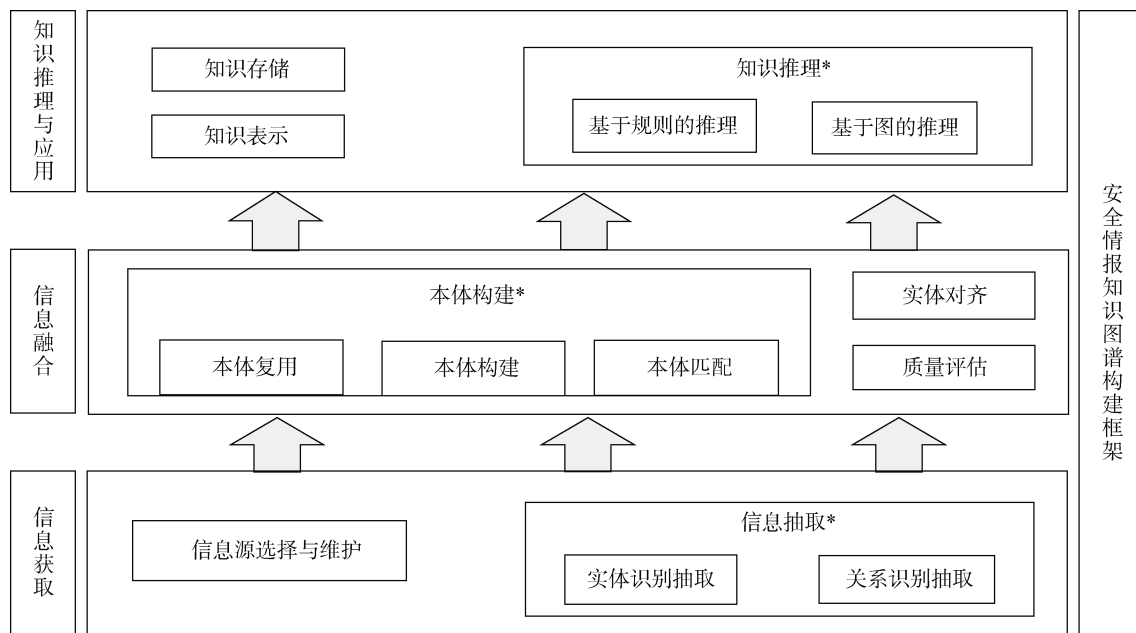 知识推理与应用
知识存储
知识表示
知识推理*
基于规则的推理
基于图的推理
信息融合
本体构建*
本体复用
本体构建
本体匹配
实体对齐
质量评估
信息获取
信息源选择与维护
信息抽取*
实体识别抽取
关系识别抽取
安全情报知识图谱构建框架